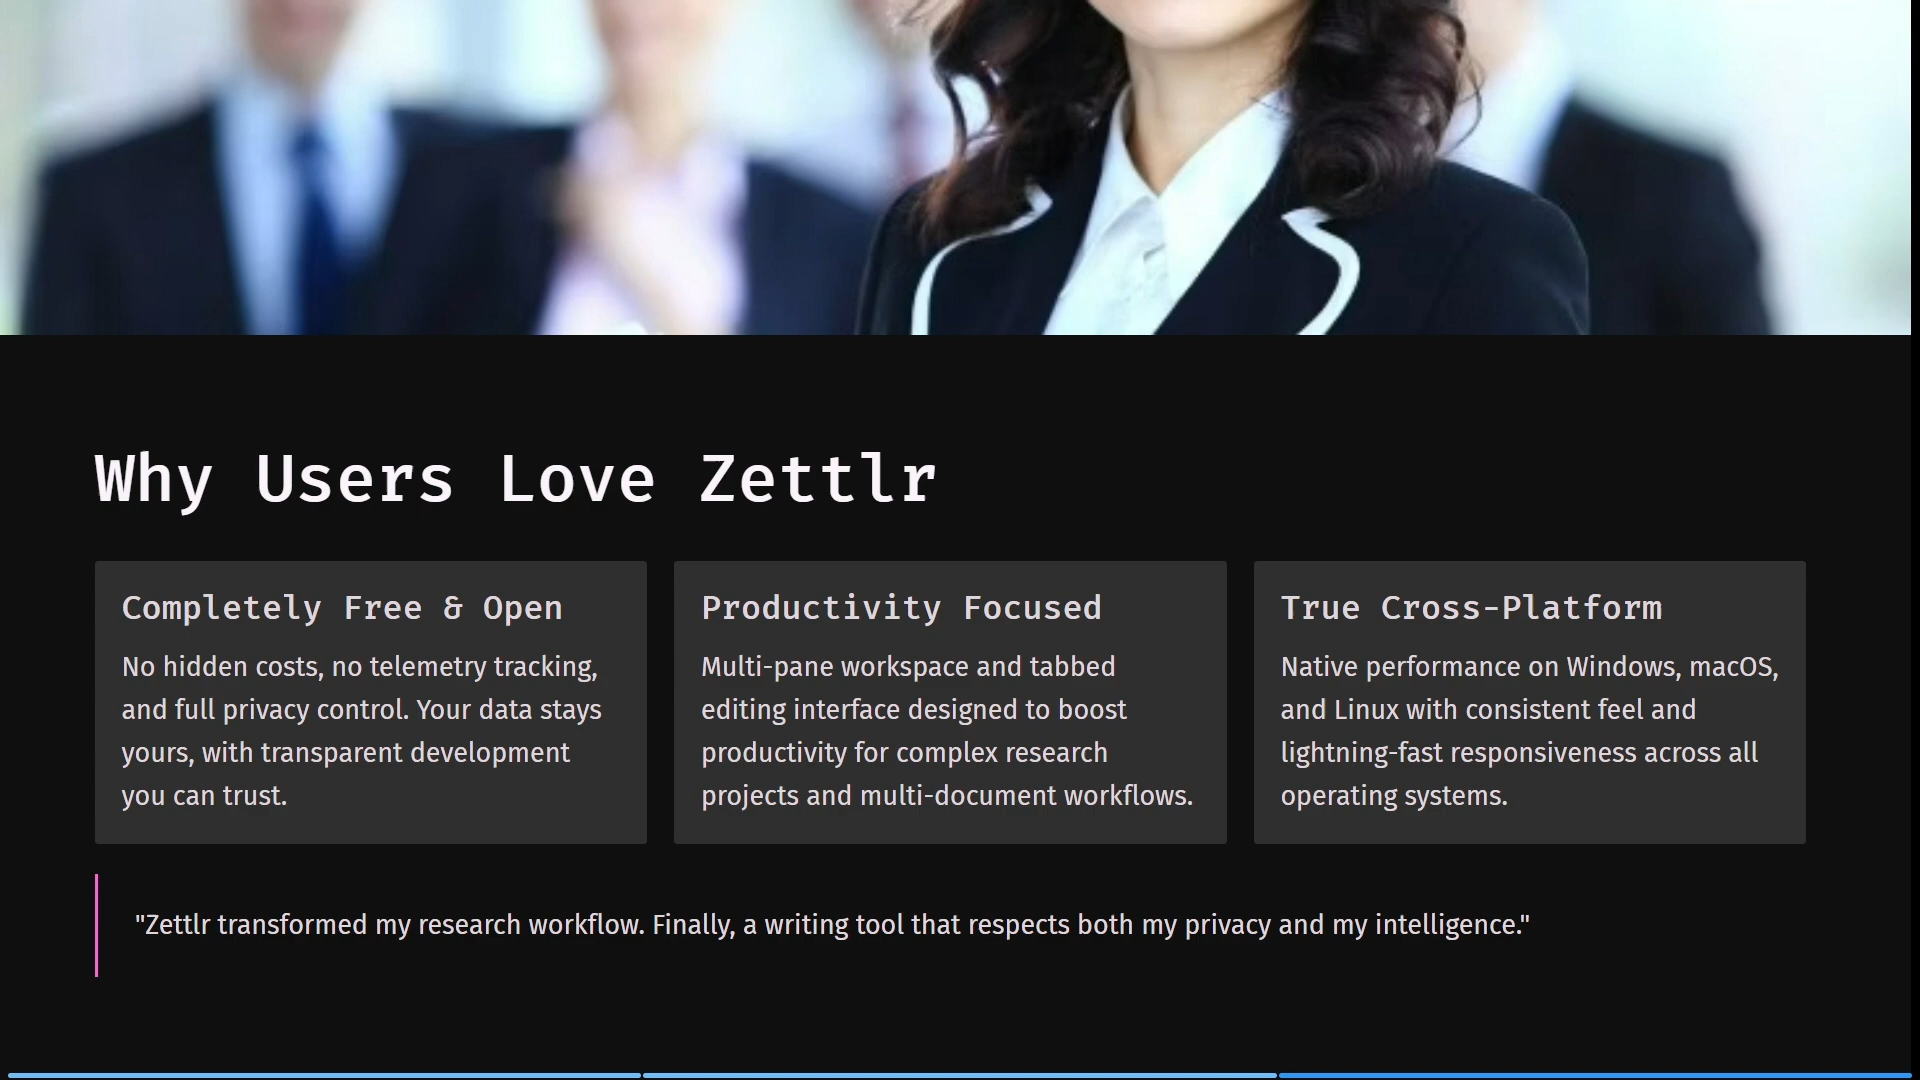 Why Users Love Zettlr
Completely Free & Open
No hidden costs, no telemetry tracking,
and full privacy control. Your data stays
yours, with transparent development
you can trust.
Productivity Focused
Multi-pane workspace and tabbed
editing interface designed to boost
productivity for complex research
projects and multi-document workflows.
True Cross-Platform
Native performance on Windows, macOS,
and Linux with consistent feel and
lightning-fast responsiveness across all
operating systems.
"Zettlr transformed my research workflow. Finally, a writing tool that respects both my privacy and my intelligence."